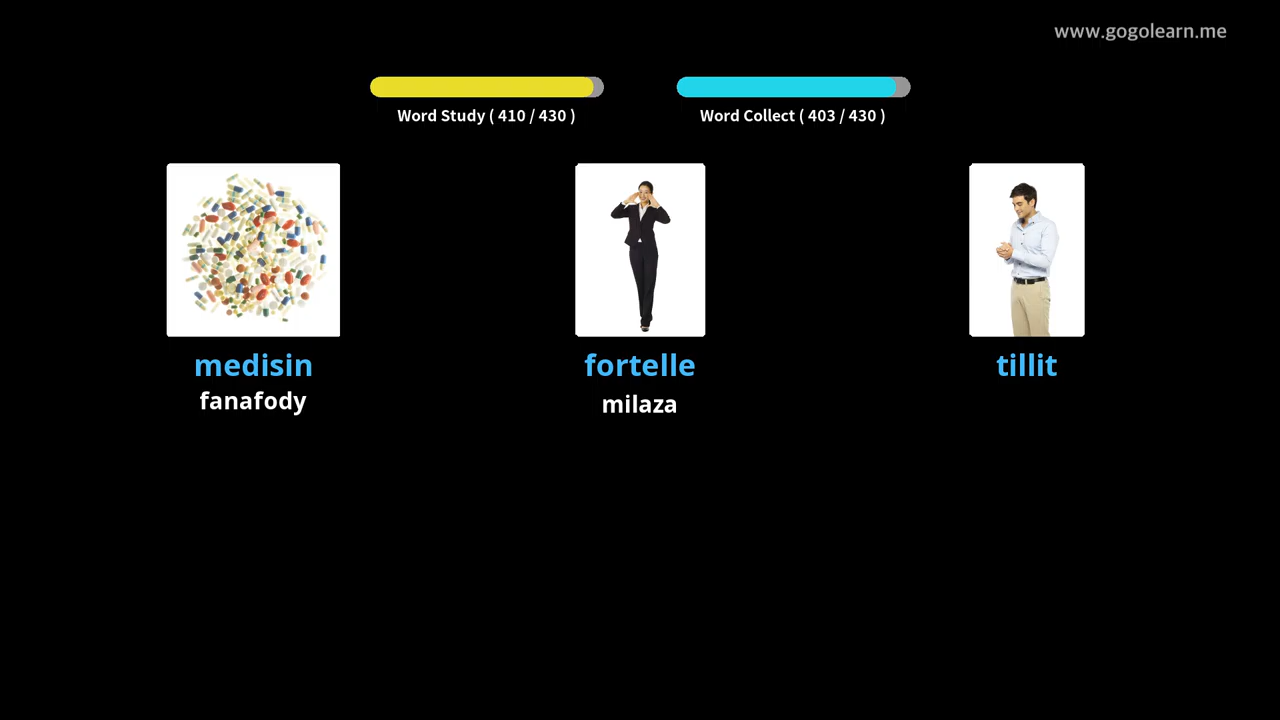 www.gogolearn.me
Word Study ( 410 / 430 )
Word Collect ( 403 / 430 )
medisin
fanafody
fortelle
milaza
tillit